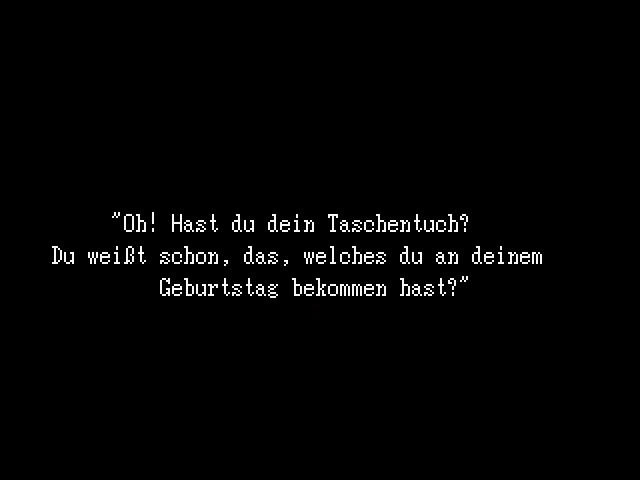 "Oh! Hast du dein Taschentuch?
Du weißt schon, das, welches du an deinem
Geburtstag bekommen hast?"